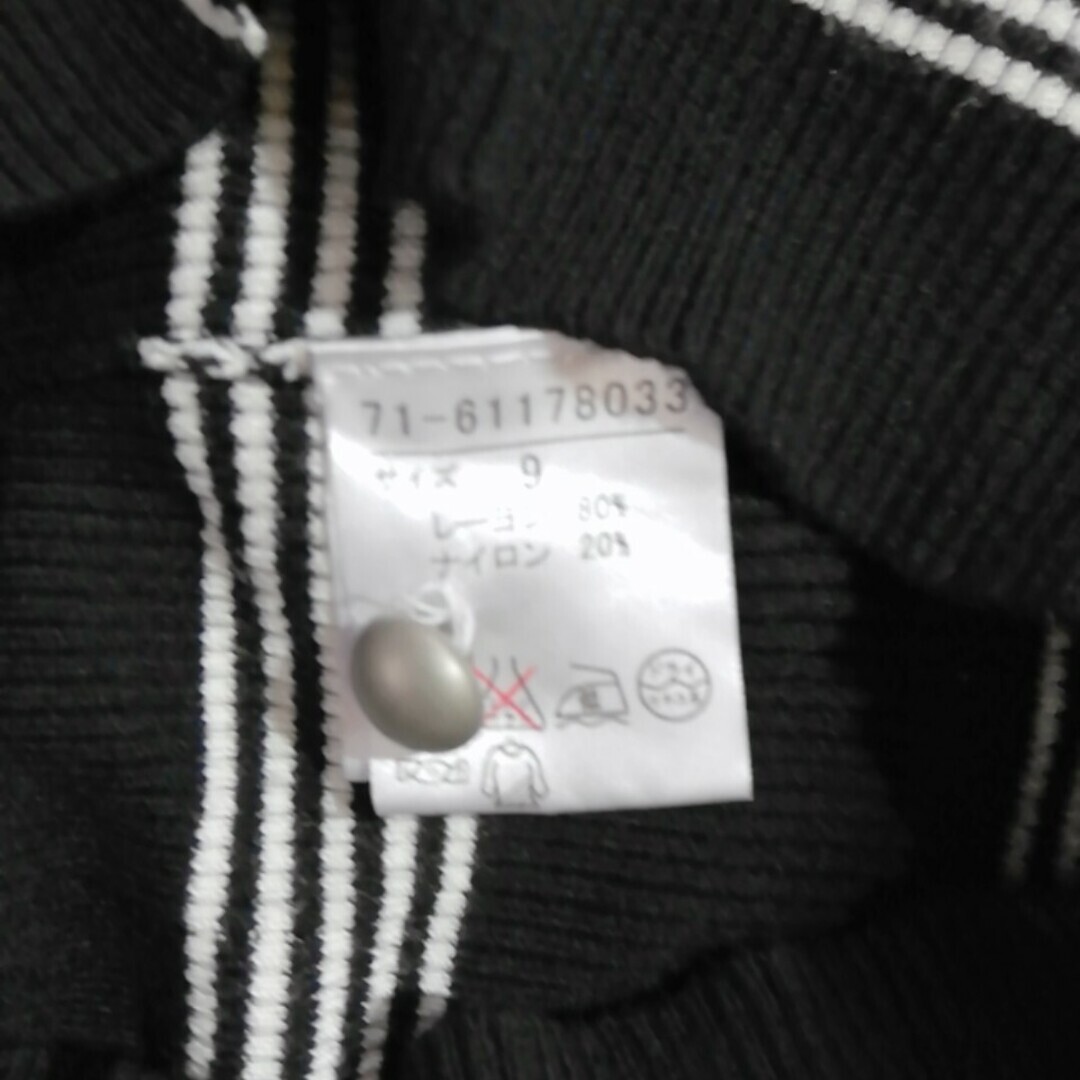 71-61178033
サイズ 9
レーヨン 80%
ナイロン 20%